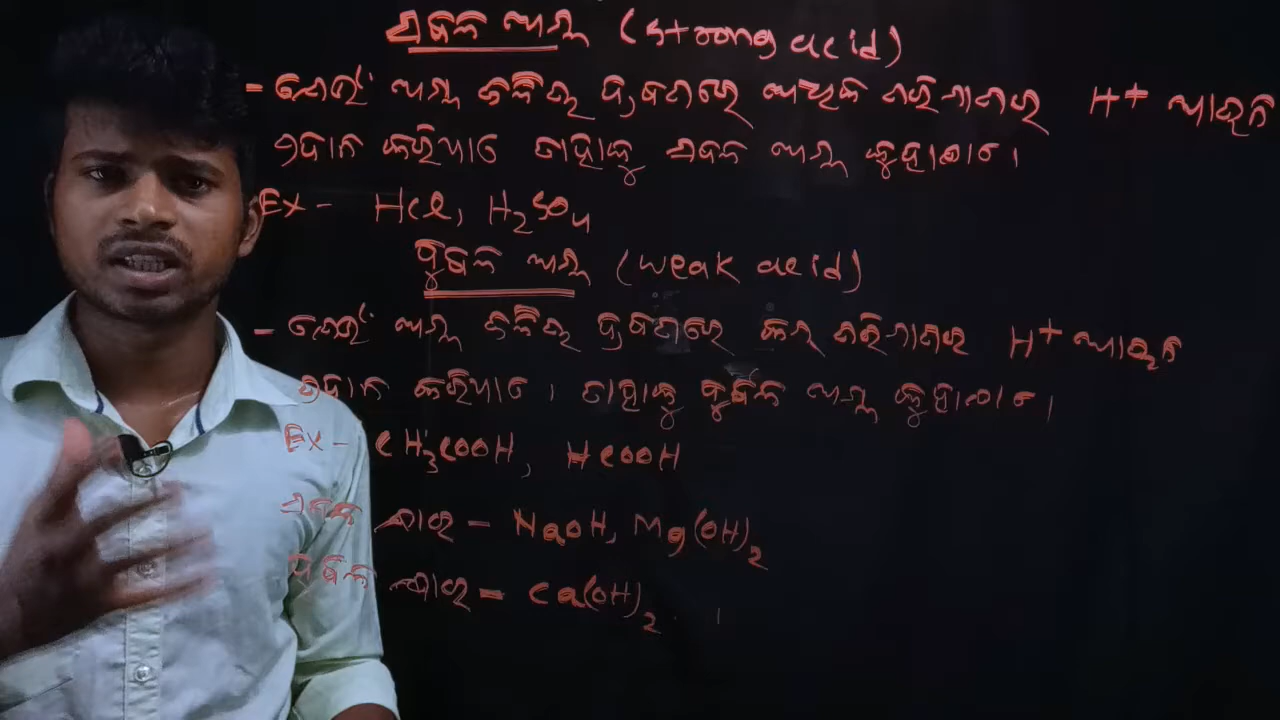 ପ୍ରବଳ ଅମ୍ଳ (Strong acid)
- ଯେଉଁ ଅମ୍ଳ ଜଳୀୟ ଦ୍ରବଣରେ ଅଧିକ ପରିମାଣର H+ ଆୟନ
ପ୍ରଦାନ କରିଥାଏ ତାହାକୁ ପ୍ରବଳ ଅମ୍ଳ କୁହାଯାଏ ।
Ex - HCl, H₂SO₄
ଦୁର୍ବଳ ଅମ୍ଳ (weak acid)
- ଯେଉଁ ଅମ୍ଳ ଜଳୀୟ ଦ୍ରବଣରେ କମ୍ ପରିମାଣର H+ ଆୟନ
ପ୍ରଦାନ କରିଥାଏ । ତାହାକୁ ଦୁର୍ବଳ ଅମ୍ଳ କୁହାଯାଏ ।
Ex - CH₃COOH, HCOOH
ପ୍ରବଳ କ୍ଷାର - NaOH, Mg(OH)₂
ଦୁର୍ବଳ କ୍ଷାର - Ca(OH)₂